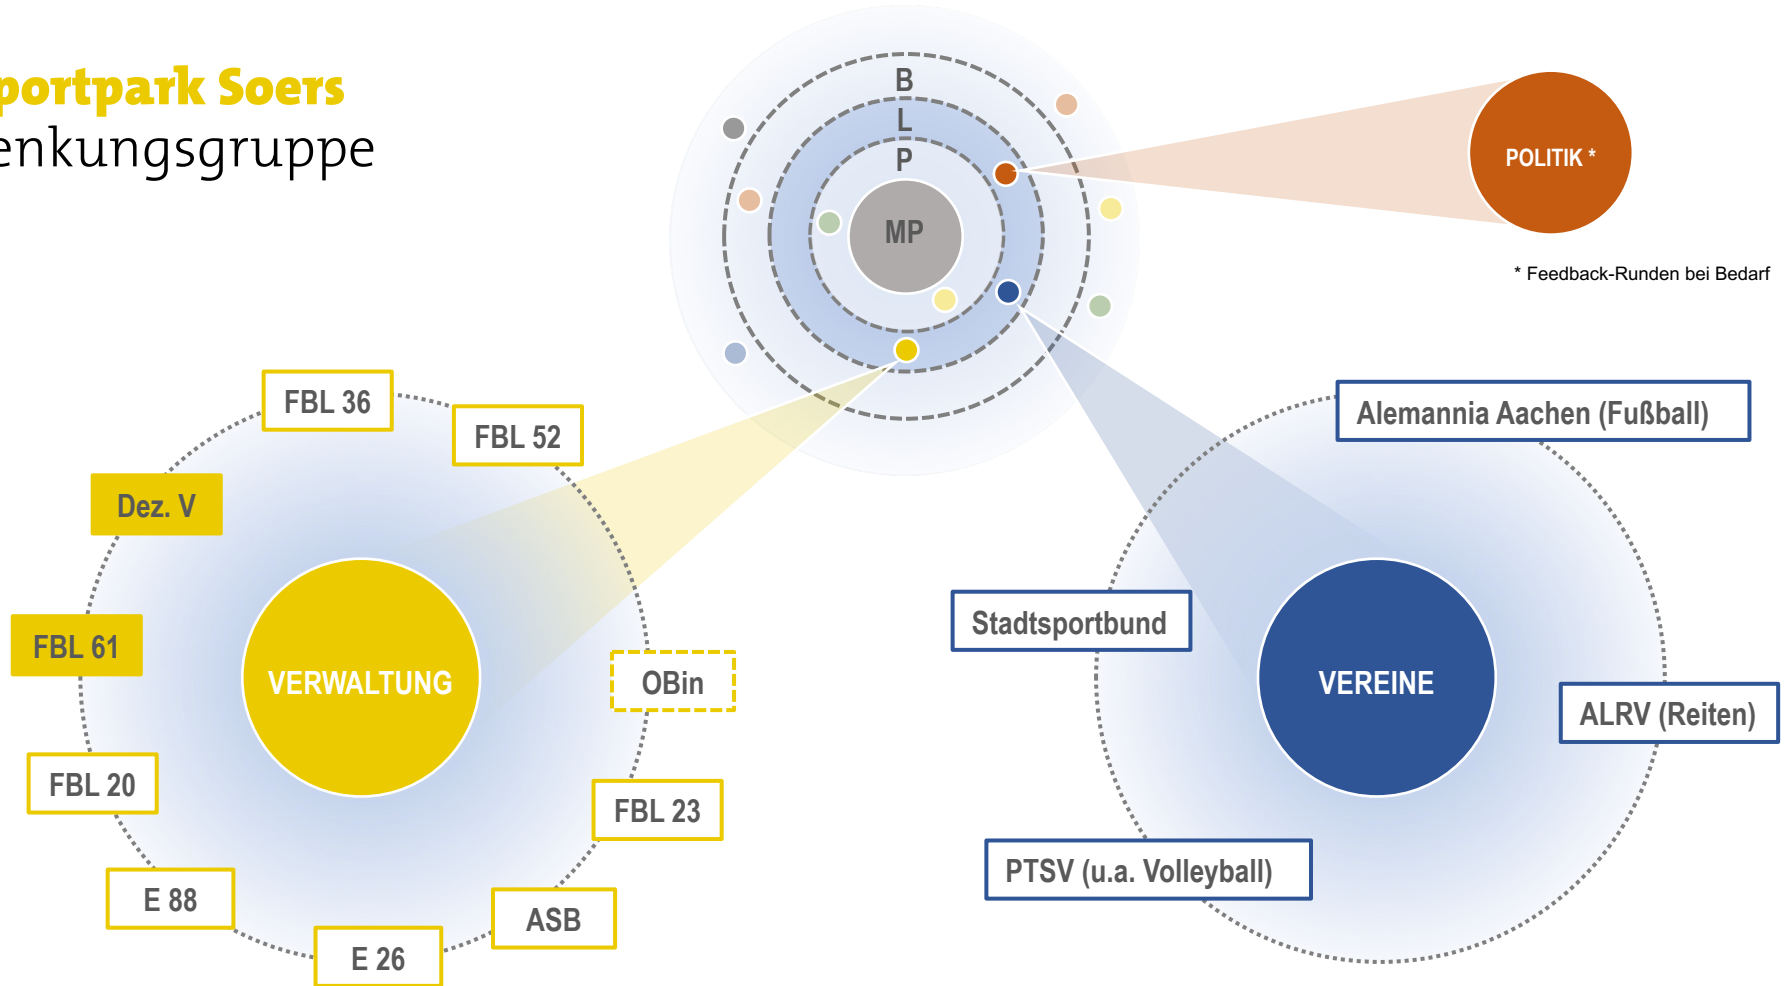 portpark Soers
enkungsgruppe
B
L
P
MP
POLITIK *
* Feedback-Runden bei Bedarf
FBL 36
FBL 52
Dez. V
FBL 61
VERWALTUNG
OBin
FBL 20
FBL 23
E 88
ASB
E 26
Alemannia Aachen (Fußball)
Stadtsportbund
VEREINE
ALRV (Reiten)
PTSV (u.a. Volleyball)